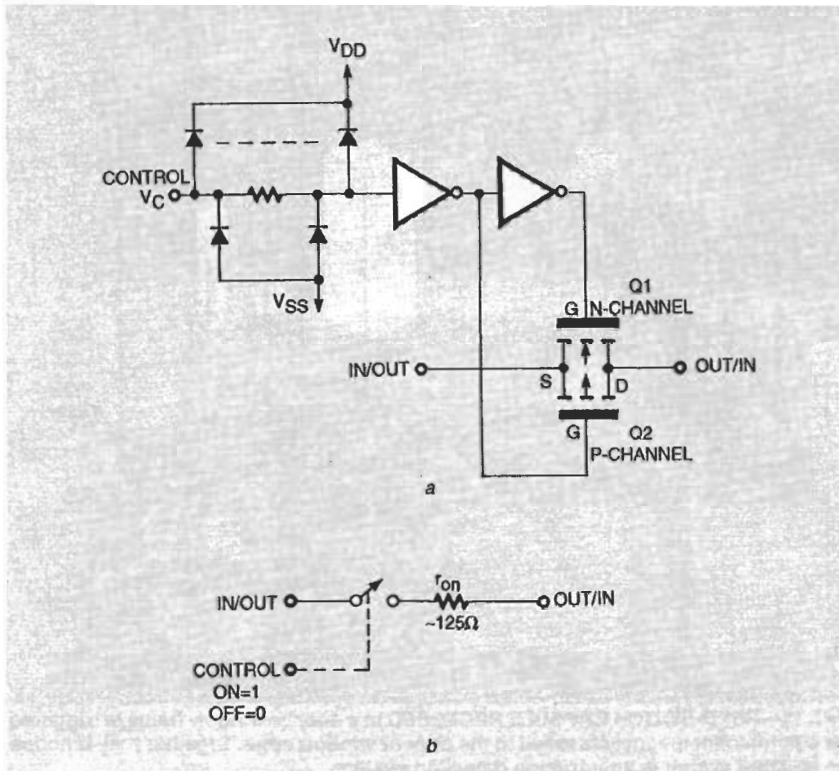 VDD
CONTROL
VC
VSS
Q1
G N-CHANNEL
IN/OUT
OUT/IN
S
D
G
Q2
P-CHANNEL
a
ron
IN/OUT
OUT/IN
~125Ω
CONTROL
ON=1
OFF=0
b